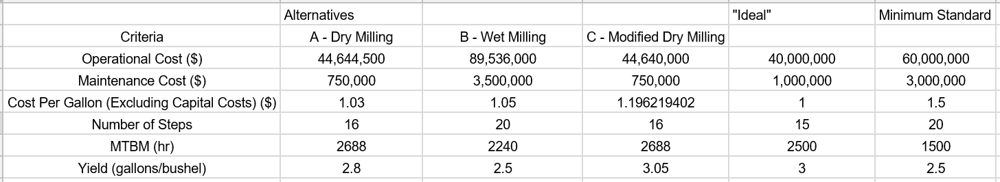 Alternatives "Ideal" Minimum Standard
Criteria A - Dry Milling B - Wet Milling C - Modified Dry Milling
Operational Cost ($) 44,644,500 89,536,000 44,640,000 40,000,000 60,000,000
Maintenance Cost ($) 750,000 3,500,000 750,000 1,000,000 3,000,000
Cost Per Gallon (Excluding Capital Costs) ($) 1.03 1.05 1.196219402 1 1.5
Number of Steps 16 20 16 15 20
MTBM (hr) 2688 2240 2688 2500 1500
Yield (gallons/bushel) 2.8 2.5 3.05 3 2.5